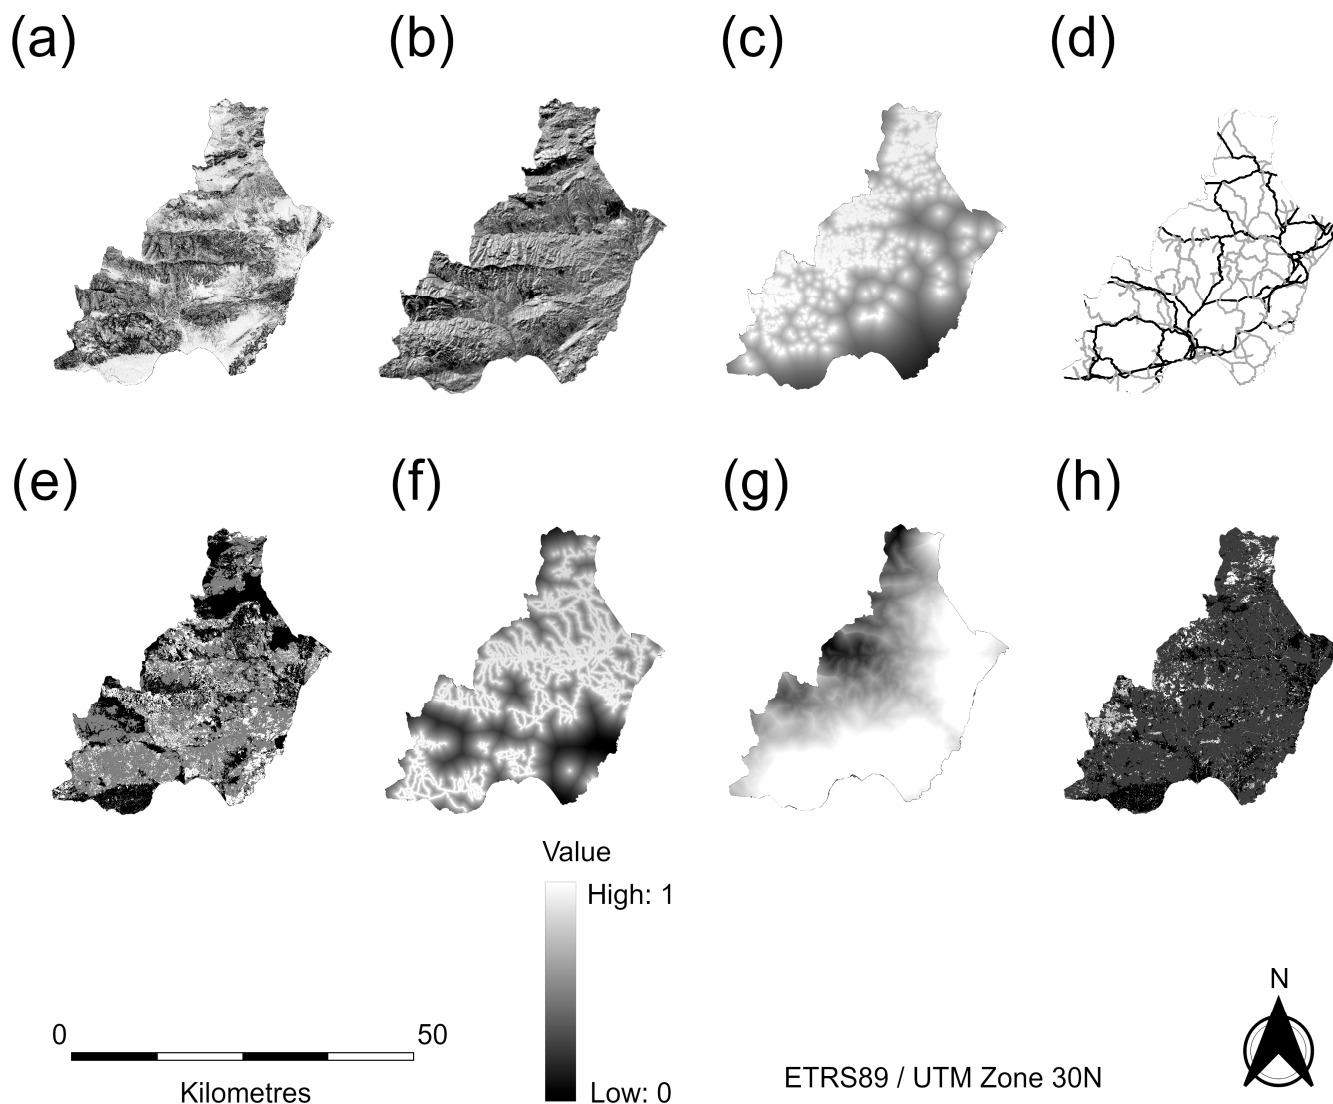 (a) (b) (c) (d)
(e) (f) (g) (h)
Value
High: 1
Low: 0
0 50
Kilometres
ETRS89 / UTM Zone 30N
N